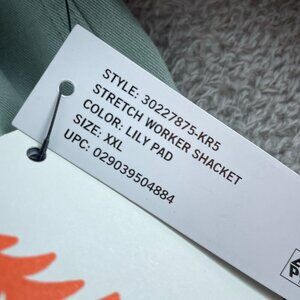 STYLE: 30227875-KR5
STRETCH WORKER SHACKET
COLOR: LILY PAD
SIZE: XXL
UPC: 029039504884